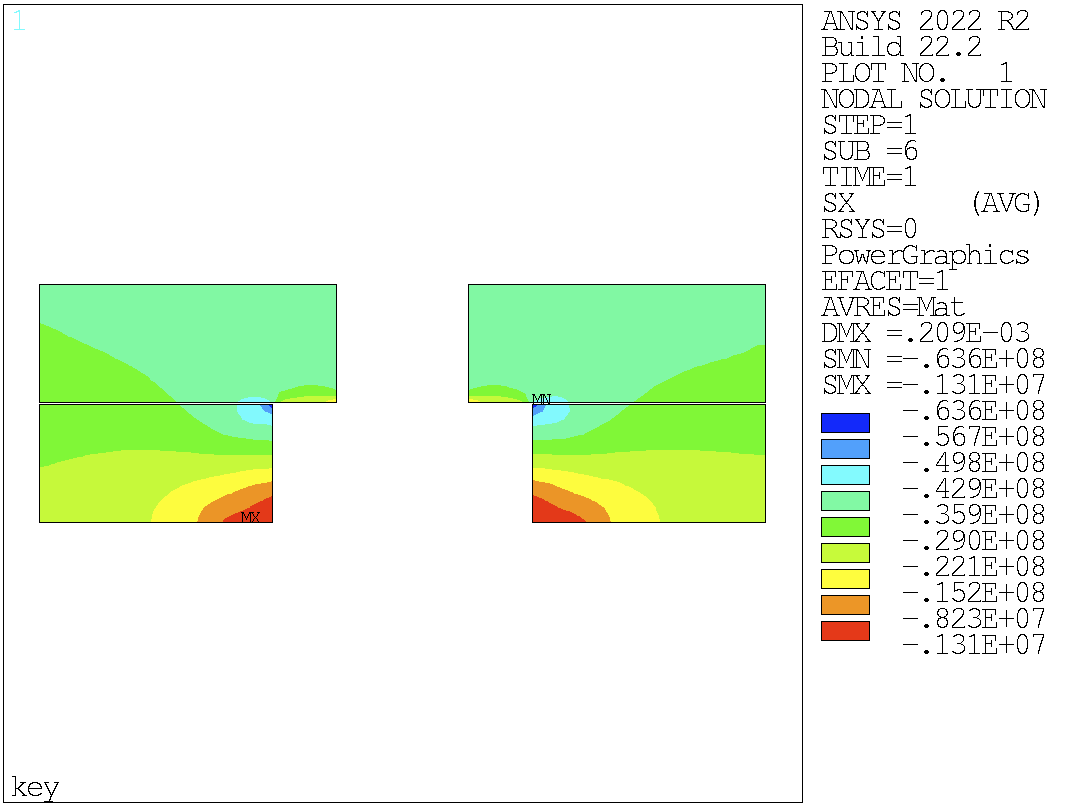 1
ANSYS 2022 R2
Build 22.2
PLOT NO. 1
NODAL SOLUTION
STEP=1
SUB =6
TIME=1
SX (AVG)
RSYS=0
PowerGraphics
EFACET=1
AVRES=Mat
DMX =.209E-03
SMN =-.636E+08
SMX =-.131E+07
-.636E+08
-.567E+08
-.498E+08
-.429E+08
-.359E+08
-.290E+08
-.221E+08
-.152E+08
-.823E+07
-.131E+07
MN
MX
key